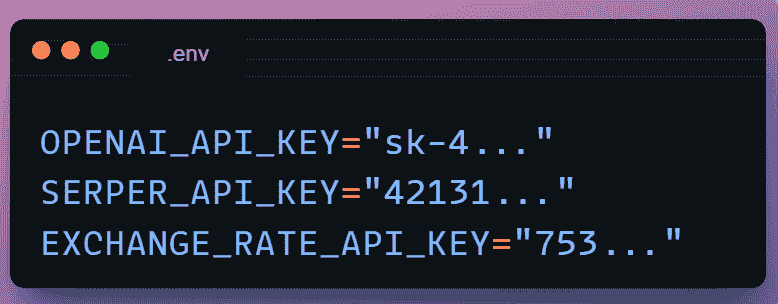 .env
OPENAI_API_KEY="sk-4..."
SERPER_API_KEY="42131..."
EXCHANGE_RATE_API_KEY="753..."